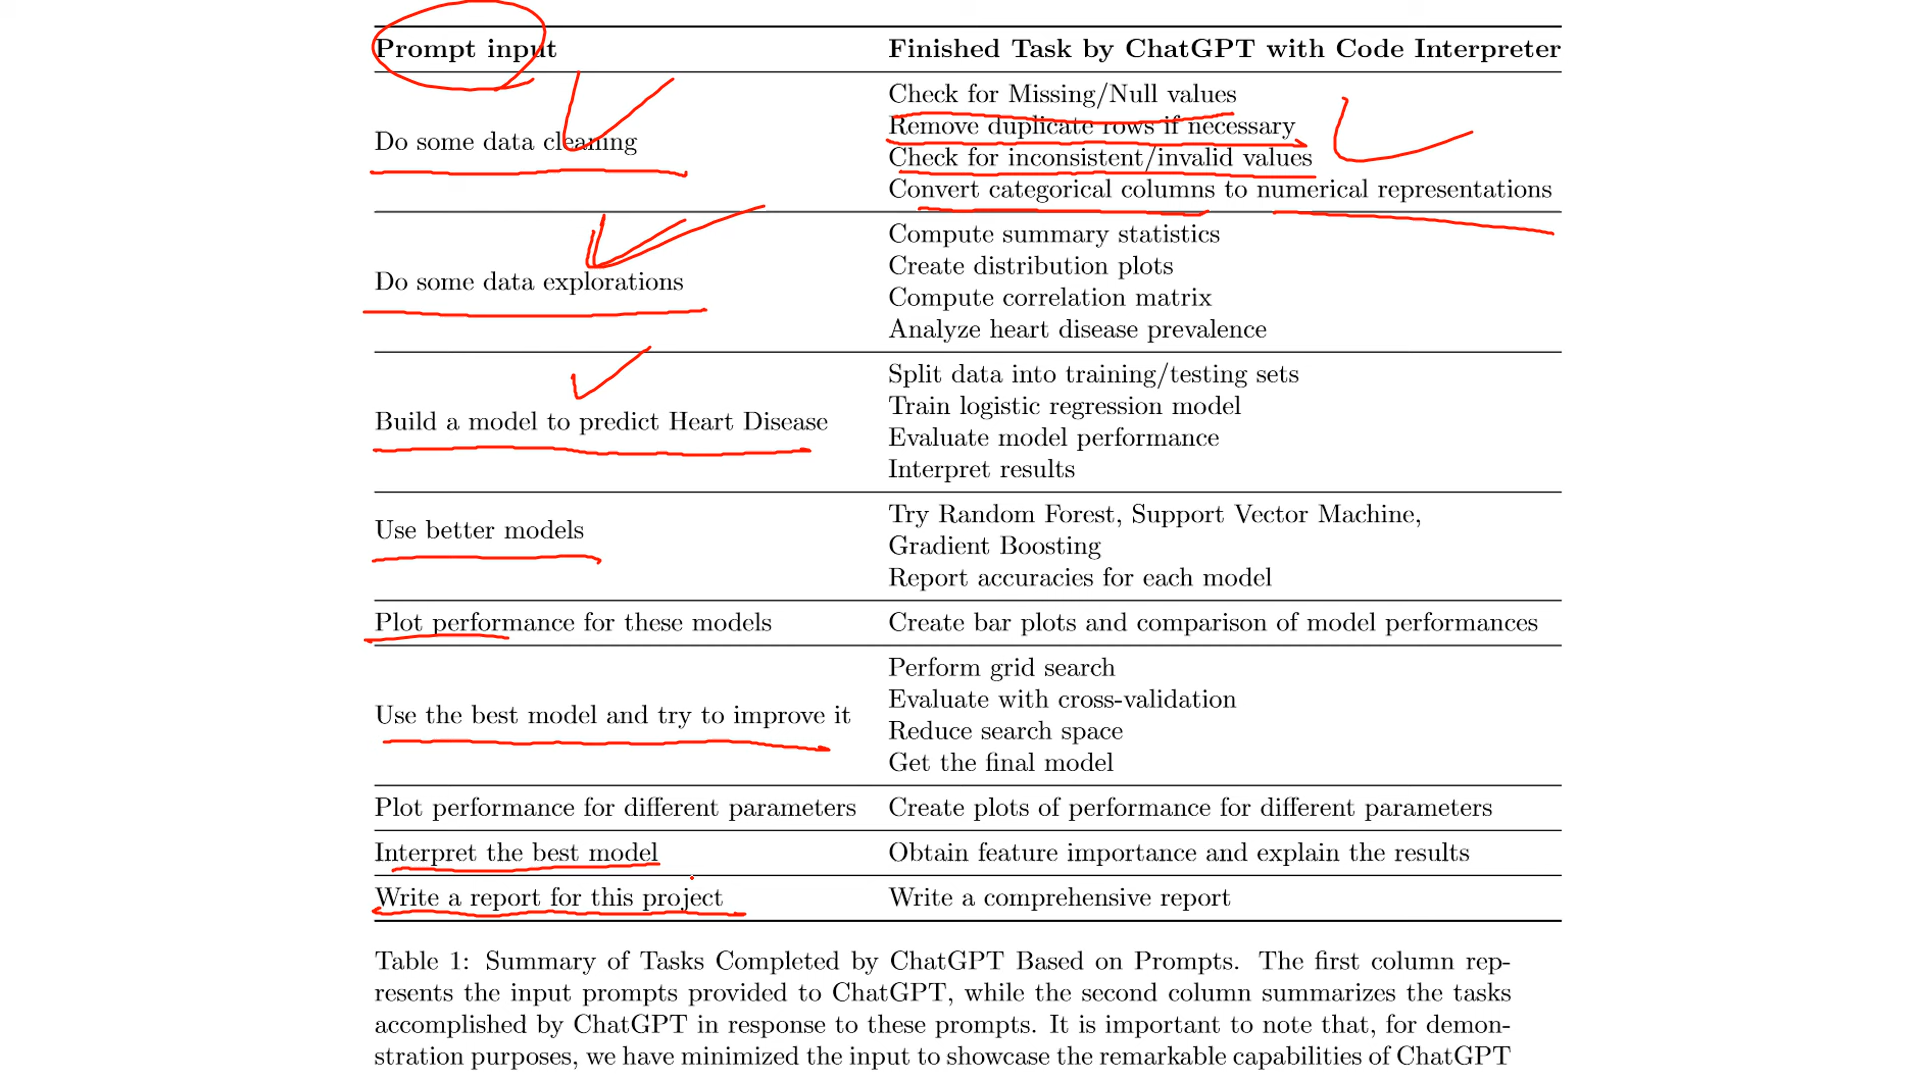 Prompt input Finished Task by ChatGPT with Code Interpreter
Do some data cleaning
Check for Missing/Null values
Remove duplicate rows if necessary
Check for inconsistent/invalid values
Convert categorical columns to numerical representations
Do some data explorations
Compute summary statistics
Create distribution plots
Compute correlation matrix
Analyze heart disease prevalence
Build a model to predict Heart Disease
Split data into training/testing sets
Train logistic regression model
Evaluate model performance
Interpret results
Use better models
Try Random Forest, Support Vector Machine,
Gradient Boosting
Report accuracies for each model
Plot performance for these models Create bar plots and comparison of model performances
Use the best model and try to improve it
Perform grid search
Evaluate with cross-validation
Reduce search space
Get the final model
Plot performance for different parameters Create plots of performance for different parameters
Interpret the best model Obtain feature importance and explain the results
Write a report for this project Write a comprehensive report
Table 1: Summary of Tasks Completed by ChatGPT Based on Prompts. The first column rep-
resents the input prompts provided to ChatGPT, while the second column summarizes the tasks
accomplished by ChatGPT in response to these prompts. It is important to note that, for demon-
stration purposes, we have minimized the input to showcase the remarkable capabilities of ChatGPT